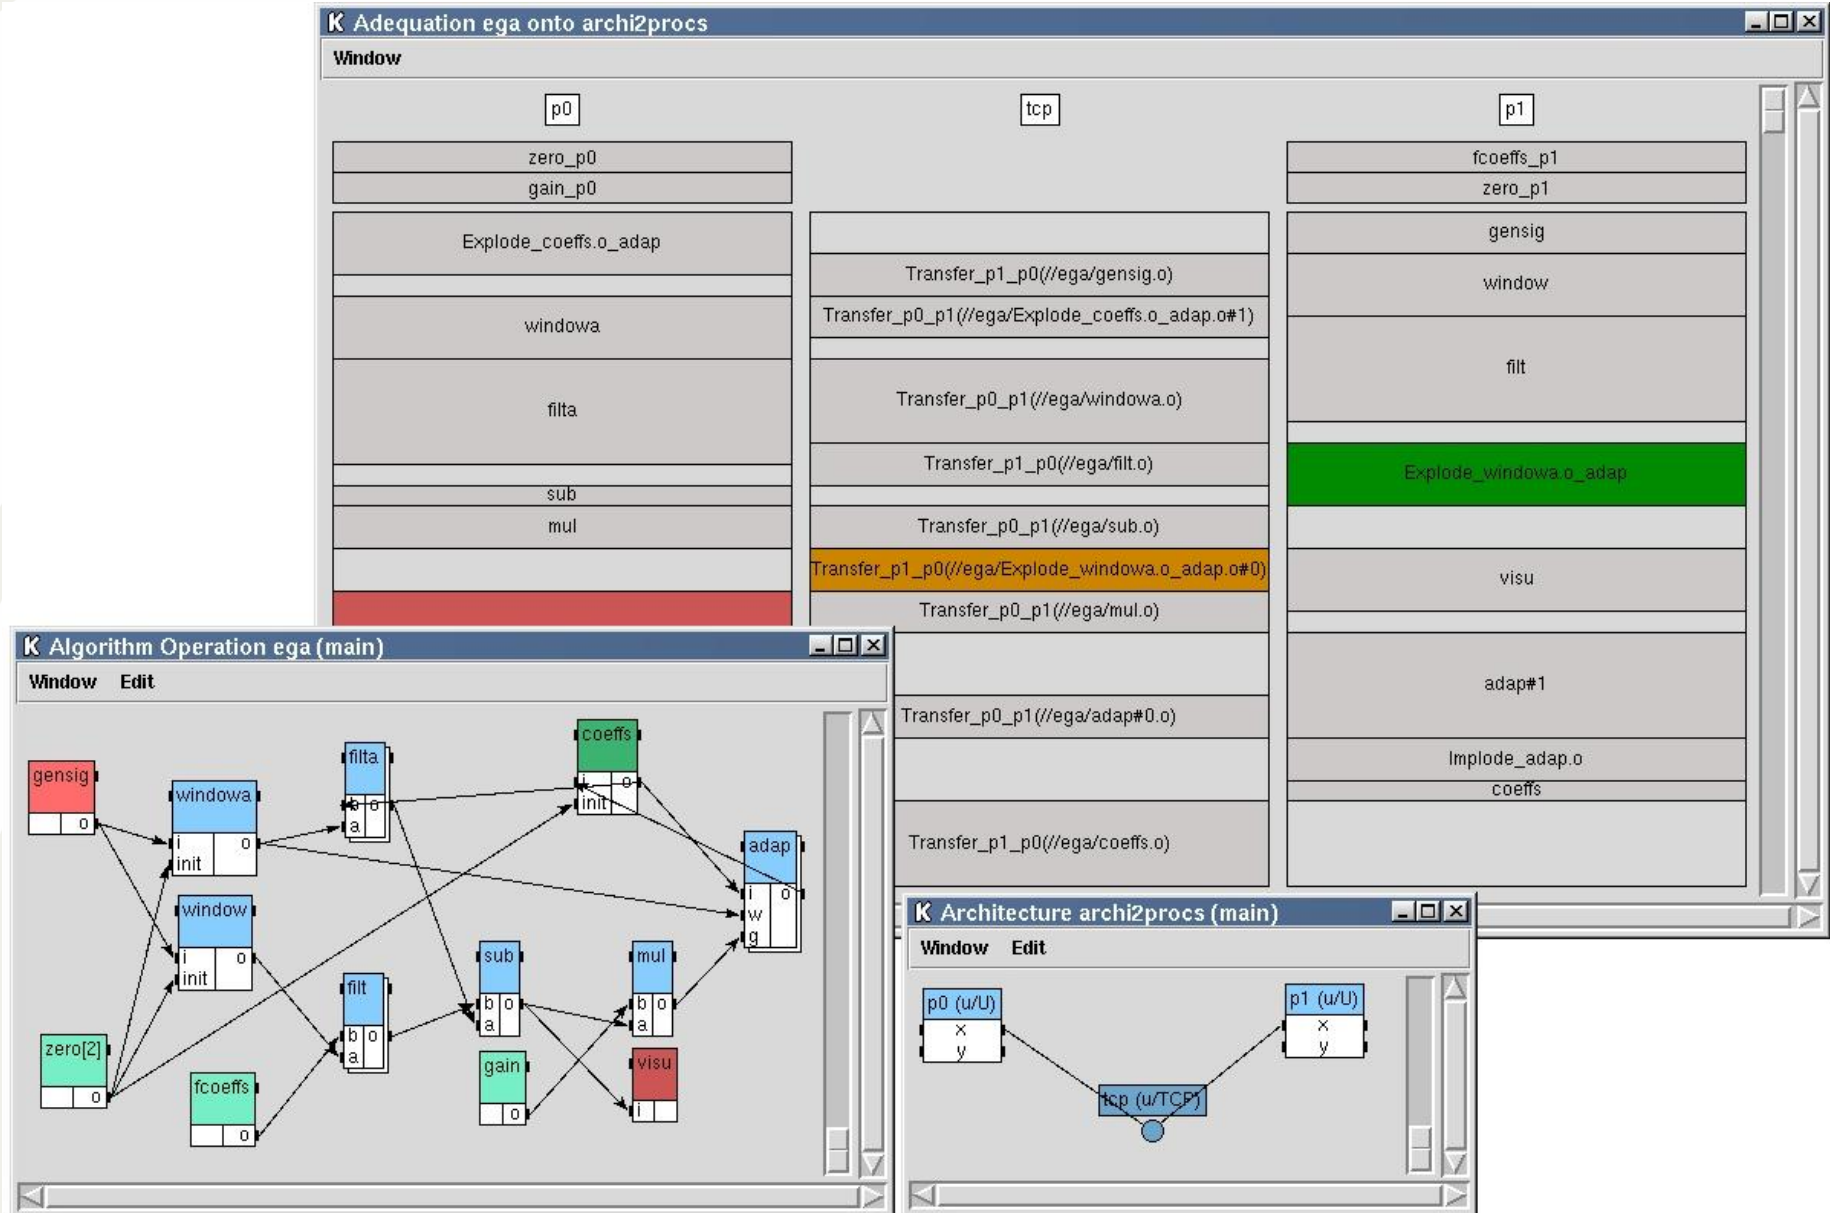 K Adequation ega onto archi2procs
Window
p0
tcp
p1
zero_p0
fcoeffs_p1
gain_p0
zero_p1
Explode_coeffs.o_adap
gensig
Transfer_p1_p0(//ega/gensig.o)
window
Transfer_p0_p1(//ega/Explode_coeffs.o_adap.o#1)
windowa
filt
Transfer_p0_p1(//ega/windowa.o)
filta
Transfer_p1_p0(//ega/filt.o)
Explode_windowa.o_adap
sub
mul
Transfer_p0_p1(//ega/sub.o)
Transfer_p1_p0(//ega/Explode_windowa.o_adap.o#0)
visu
Transfer_p0_p1(//ega/mul.o)
adap#1
Transfer_p0_p1(//ega/adap#0.o)
Implode_adap.o
coeffs
Transfer_p1_p0(//ega/coeffs.o)
K Algorithm Operation ega (main)
Window Edit
gensig
o
windowa
i o
init
filta
b o
a
coeffs
i o
init
adap
i o
w
g
window
i o
init
filt
b o
a
sub
b o
a
mul
b o
a
zero[2]
o
fcoeffs
o
gain
o
visu
i
K Architecture archi2procs (main)
Window Edit
p0 (u/U)
x
y
p1 (u/U)
x
y
tcp (u/TCP)